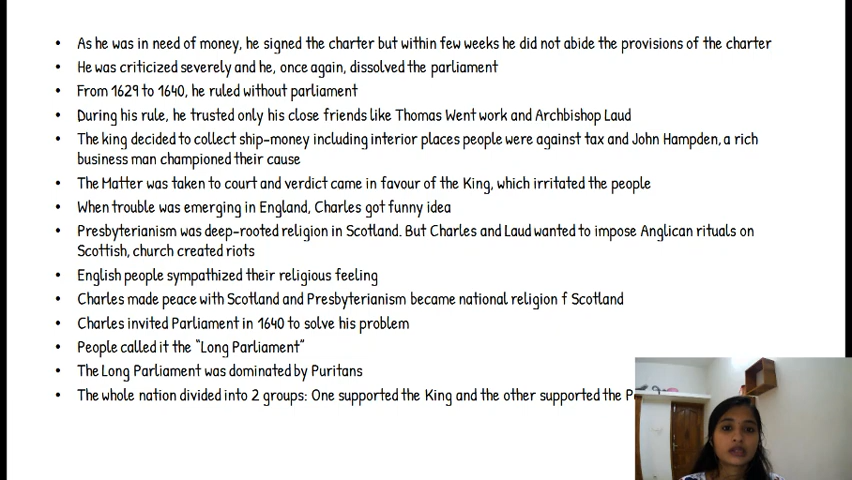 • As he was in need of money, he signed the charter but within few weeks he did not abide the provisions of the charter
• He was criticized severely and he, once again, dissolved the parliament
• From 1629 to 1640, he ruled without parliament
• During his rule, he trusted only his close friends like Thomas Went work and Archbishop Laud
• The king decided to collect ship-money including interior places people were against tax and John Hampden, a rich
business man championed their cause
• The Matter was taken to court and verdict came in favour of the King, which irritated the people
• When trouble was emerging in England, Charles got funny idea
• Presbyterianism was deep-rooted religion in Scotland. But Charles and Laud wanted to impose Anglican rituals on
Scottish, church created riots
• English people sympathized their religious feeling
• Charles made peace with Scotland and Presbyterianism became national religion f Scotland
• Charles invited Parliament in 1640 to solve his problem
• People called it the "Long Parliament"
• The Long Parliament was dominated by Puritans
• The whole nation divided into 2 groups: One supported the King and the other supported the